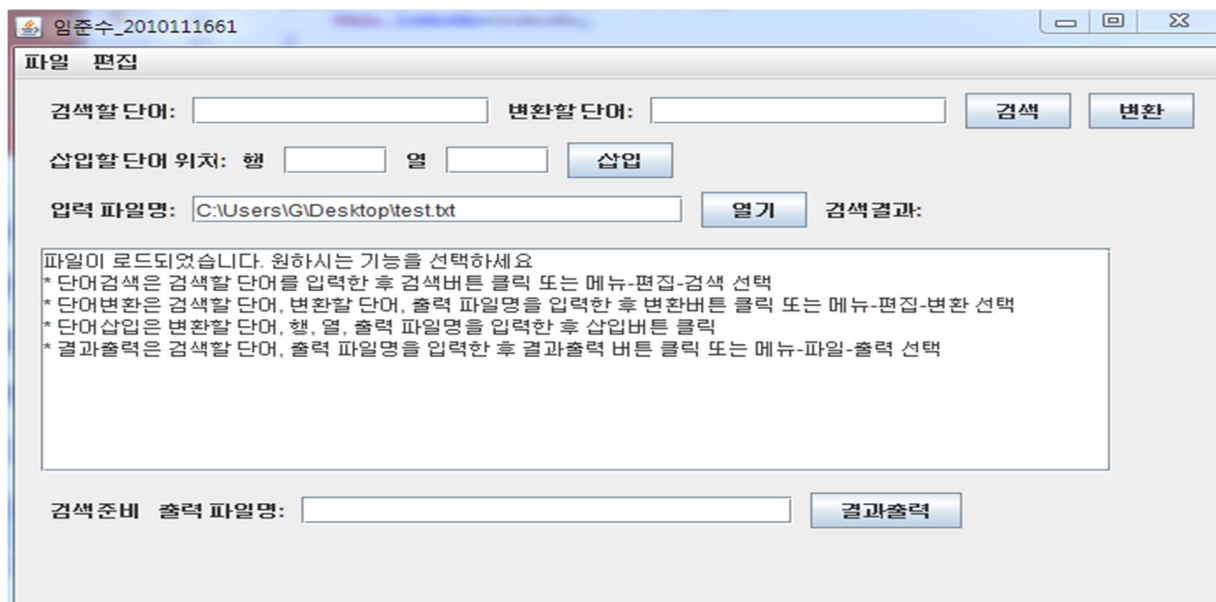 임준수_2010111661
파일 편집
검색할 단어: 변환할 단어: 검색 변환
삽입할 단어 위치: 행 열 삽입
입력 파일명: C:\Users\G\Desktop\test.txt 열기 검색결과:
파일이 로드되었습니다. 원하시는 기능을 선택하세요
* 단어검색은 검색할 단어를 입력한 후 검색버튼 클릭 또는 메뉴-편집-검색 선택
* 단어변환은 검색할 단어, 변환할 단어, 출력 파일명을 입력한 후 변환버튼 클릭 또는 메뉴-편집-변환 선택
* 단어삽입은 변환할 단어, 행, 열, 출력 파일명을 입력한 후 삽입버튼 클릭
* 결과출력은 검색할 단어, 출력 파일명을 입력한 후 결과출력 버튼 클릭 또는 메뉴-파일-출력 선택
검색준비 출력 파일명: 결과출력